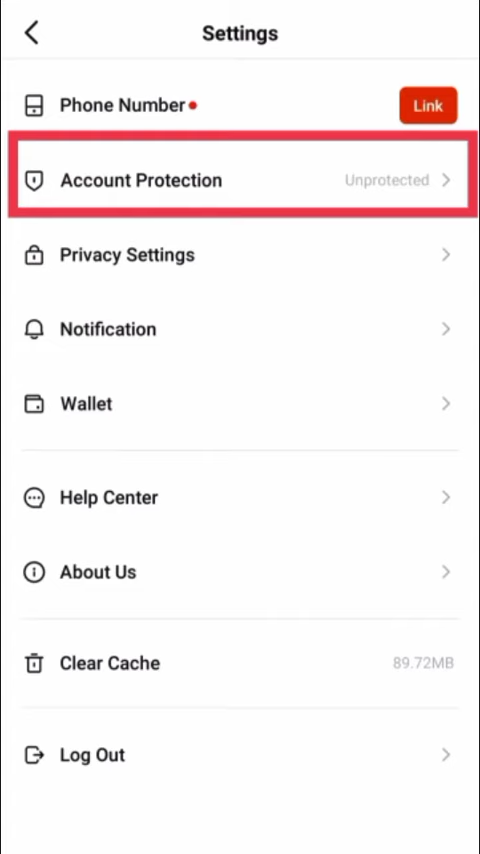 Settings
Phone Number
Link
Account Protection
Unprotected
Privacy Settings
Notification
Wallet
Help Center
About Us
Clear Cache
89.72MB
Log Out